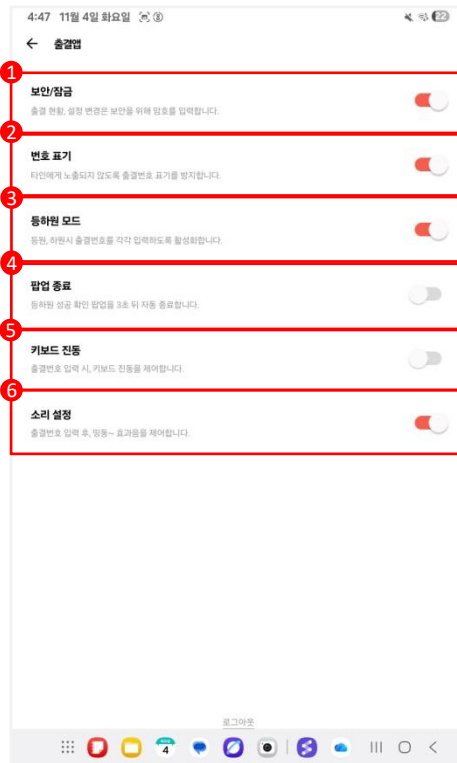 4:47 11월 4일 화요일
22
← 출결앱
1
보안/잠금
출결 현황, 설정 변경은 보안을 위해 암호를 입력합니다.
2
번호 표기
타인에게 노출되지 않도록 출결번호 표기를 방지합니다.
3
등하원 모드
등원, 하원시 출결번호를 각각 입력하도록 활성화합니다.
4
팝업 종료
등하원 성공 확인 팝업을 3초 뒤 자동 종료합니다.
5
키보드 진동
출결번호 입력 시, 키보드 진동을 제어합니다.
6
소리 설정
출결번호 입력 후, 띵동~ 효과음을 제어합니다.
로그아웃
4